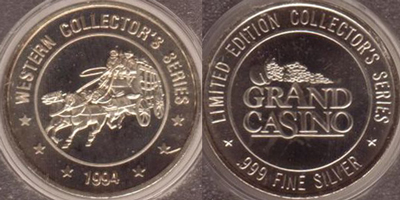 WESTERN COLLECTOR'S SERIES
1994
LIMITED EDITION COLLECTOR'S SERIES
GRAND
CASINO
.999 FINE SILVER